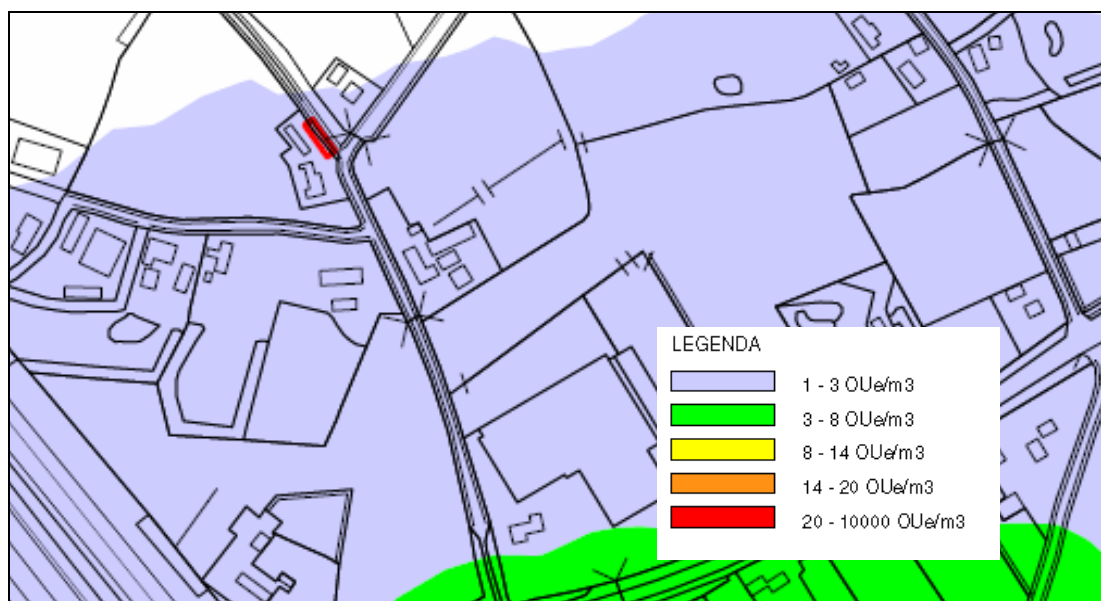 LEGENDA
1 - 3 OUe/m3
3 - 8 OUe/m3
8 - 14 OUe/m3
14 - 20 OUe/m3
20 - 10000 OUe/m3